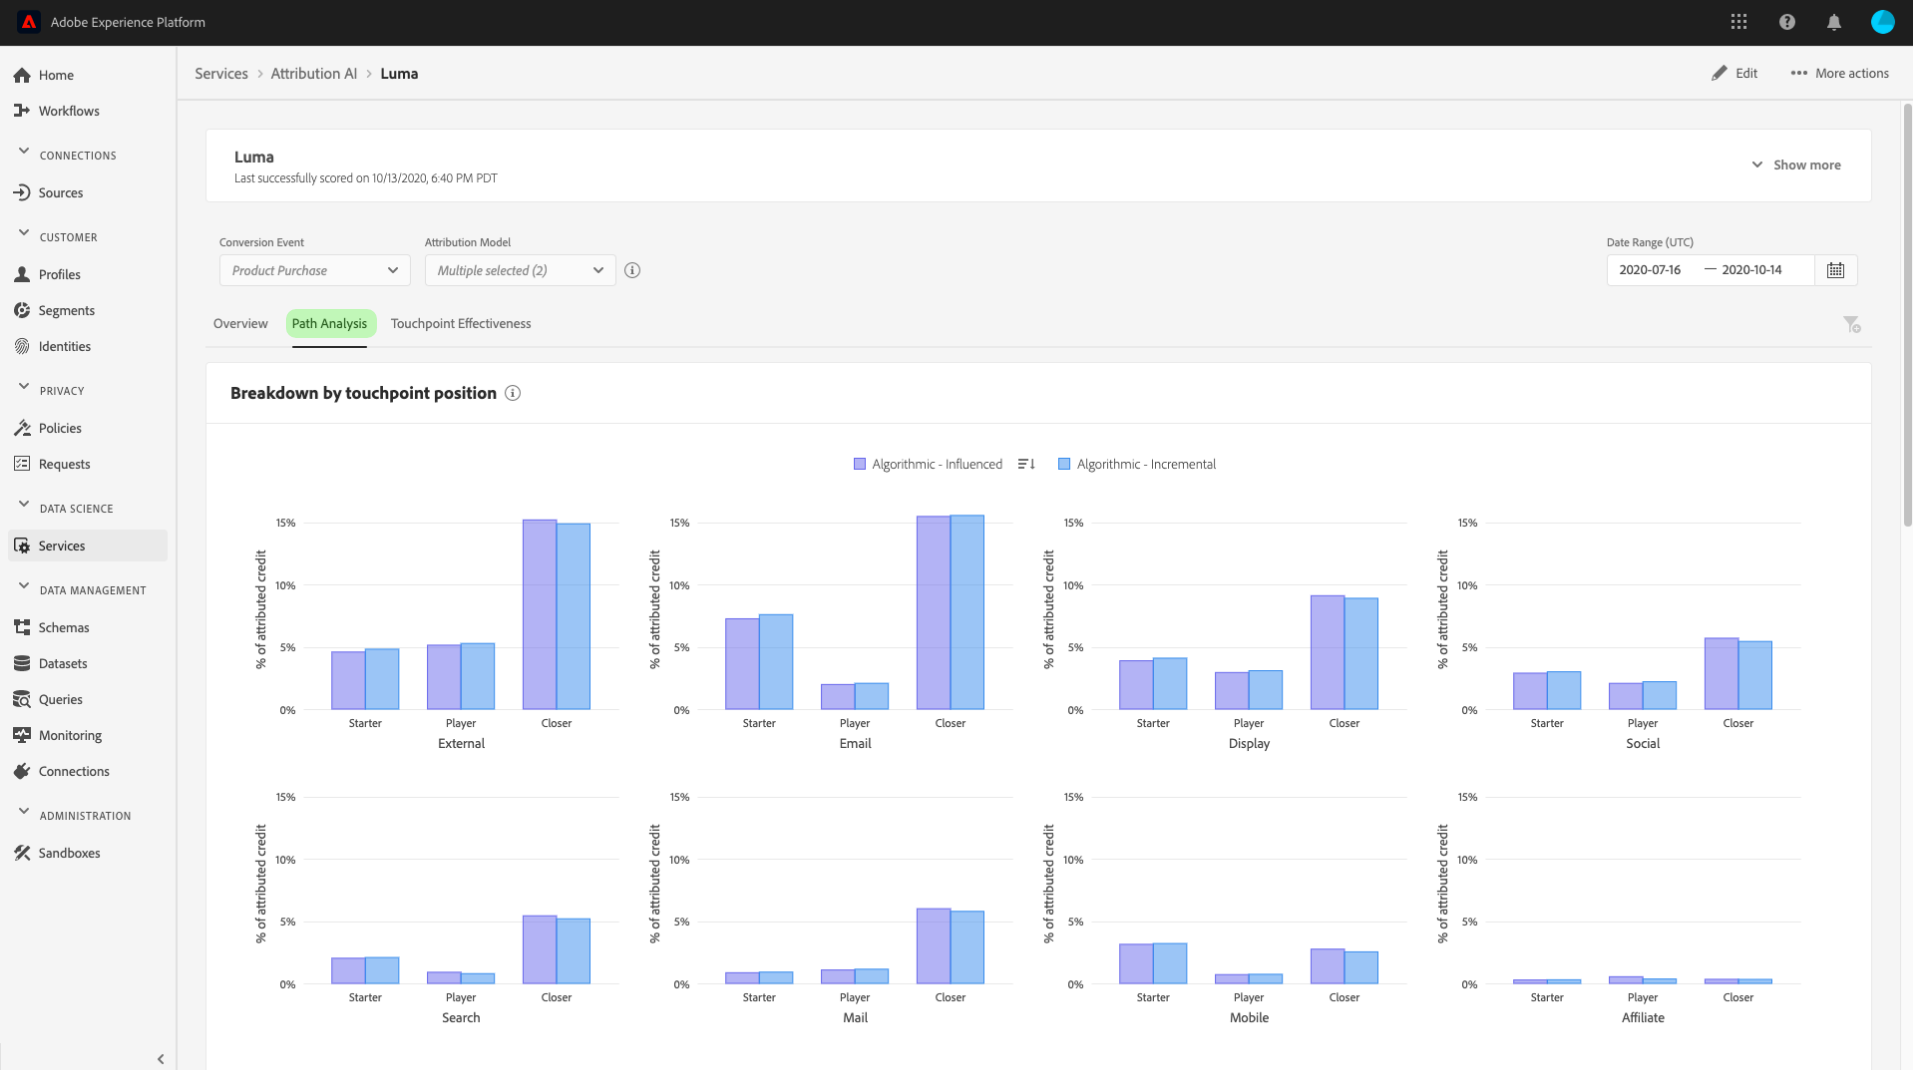 Adobe Experience Platform
Home
Workflows
CONNECTIONS
Sources
CUSTOMER
Profiles
Segments
Identities
PRIVACY
Policies
Requests
DATA SCIENCE
Services
DATA MANAGEMENT
Schemas
Datasets
Queries
Monitoring
Connections
ADMINISTRATION
Sandboxes
Services > Attribution AI > Luma
Edit
More actions
Luma
Last successfully scored on 10/13/2020, 6:40 PM PDT
Show more
Conversion Event
Product Purchase
Attribution Model
Multiple selected (2)
Date Range (UTC)
2020-07-16 — 2020-10-14
Overview Path Analysis Touchpoint Effectiveness
Breakdown by touchpoint position
Algorithmic - Influenced Algorithmic - Incremental
% of attributed credit
15%
10%
5%
0%
Starter Player Closer
External
% of attributed credit
15%
10%
5%
0%
Starter Player Closer
Email
% of attributed credit
15%
10%
5%
0%
Starter Player Closer
Display
% of attributed credit
15%
10%
5%
0%
Starter Player Closer
Social
% of attributed credit
15%
10%
5%
0%
Starter Player Closer
Search
% of attributed credit
15%
10%
5%
0%
Starter Player Closer
Mail
% of attributed credit
15%
10%
5%
0%
Starter Player Closer
Mobile
% of attributed credit
15%
10%
5%
0%
Starter Player Closer
Affiliate